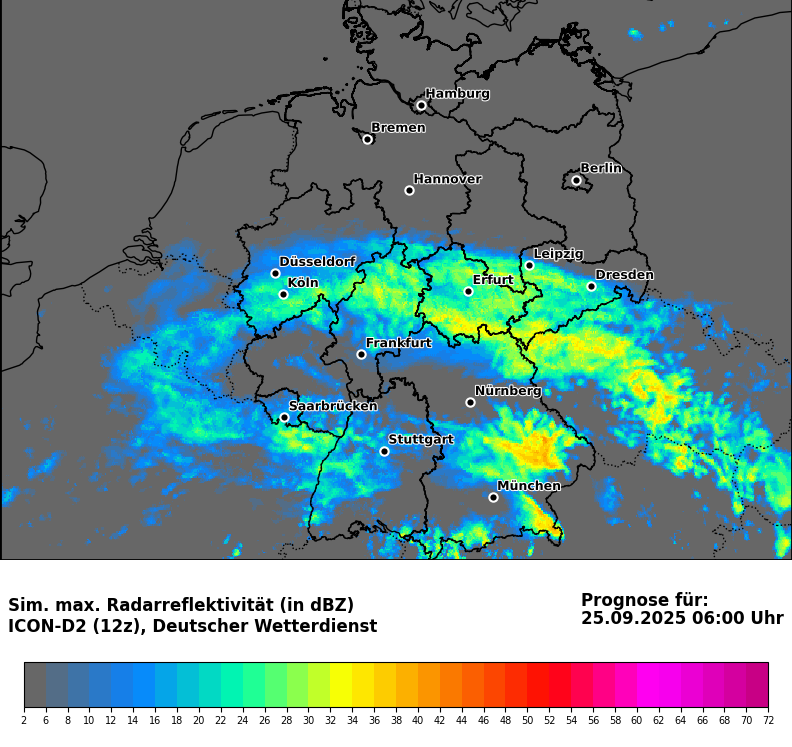 Hamburg
Bremen
Berlin
Hannover
Leipzig
Düsseldorf
Dresden
Köln
Erfurt
Frankfurt
Nürnberg
Saarbrücken
Stuttgart
München
Sim. max. Radarreflektivität (in dBZ)
ICON-D2 (12z), Deutscher Wetterdienst
Prognose für:
25.09.2025 06:00 Uhr
2 6 8 10 12 14 16 18 20 22 24 26 28 30 32 34 36 38 40 42 44 46 48 50 52 54 56 58 60 62 64 66 68 70 72